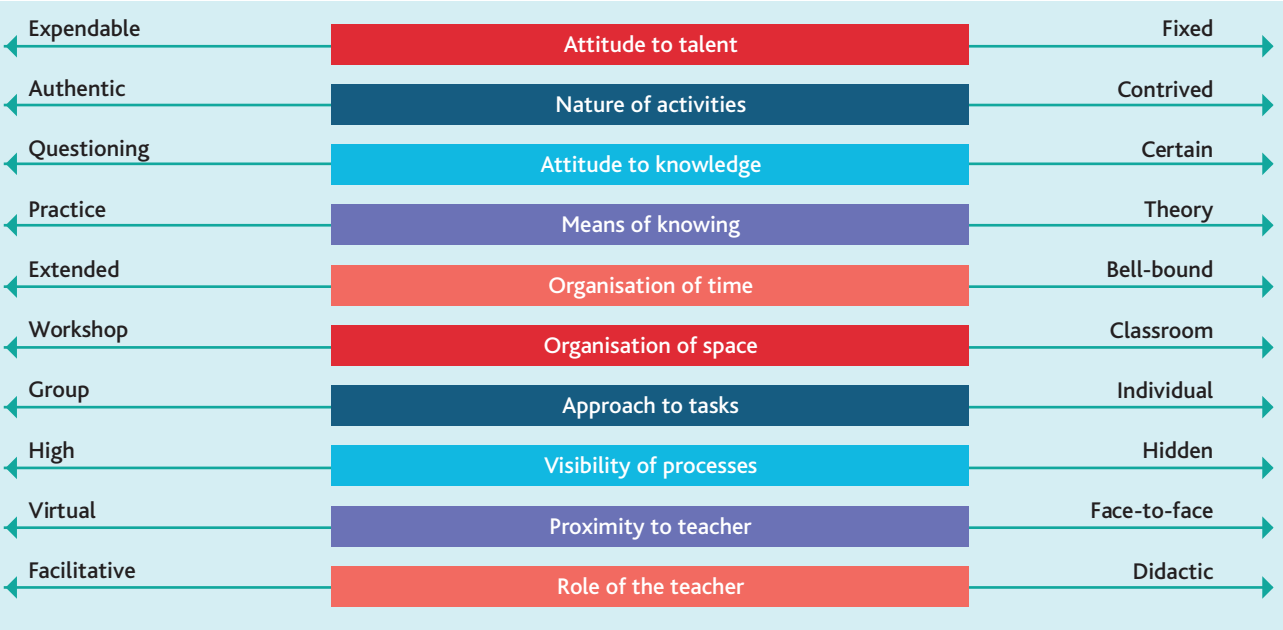 Expendable Attitude to talent Fixed
Authentic Nature of activities Contrived
Questioning Attitude to knowledge Certain
Practice Means of knowing Theory
Extended Organisation of time Bell-bound
Workshop Organisation of space Classroom
Group Approach to tasks Individual
High Visibility of processes Hidden
Virtual Proximity to teacher Face-to-face
Facilitative Role of the teacher Didactic